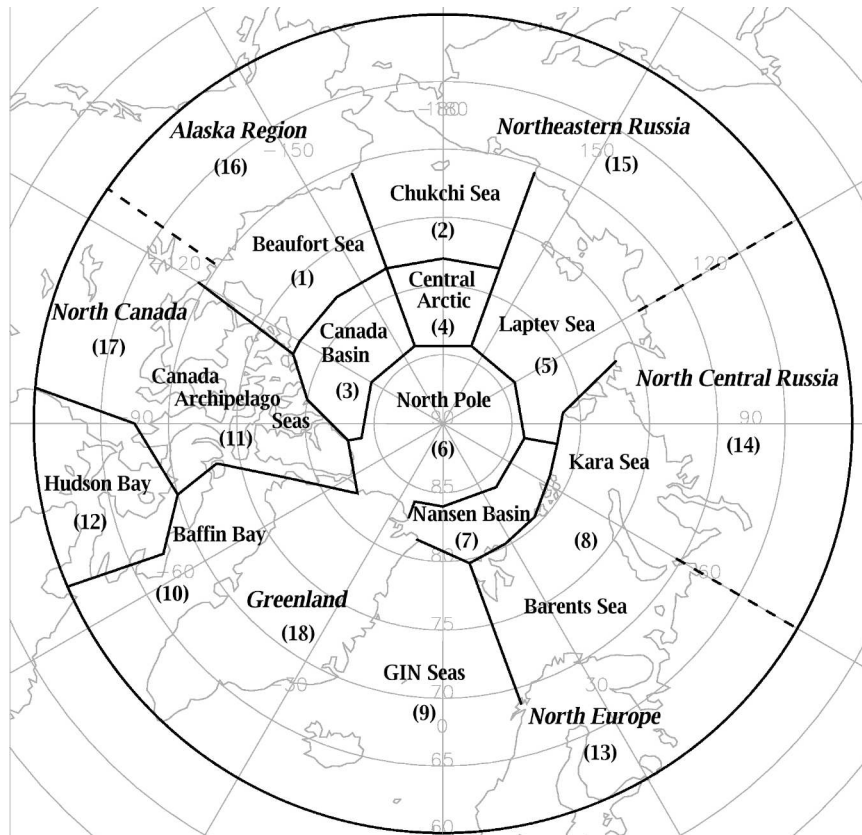 -180
Alaska Region
(16)
-150
Northeastern Russia
150
(15)
Chukchi Sea
(2)
Beaufort Sea
(1)
-120
120
Central
Arctic
(4)
North Canada
(17)
Canada
Basin
(3)
Laptev Sea
(5)
Canada
Archipelago
Seas
(11)
North Pole
90
(6)
North Central Russia
90
(14)
90
Hudson Bay
(12)
Kara Sea
(8)
85
Nansen Basin
(7)
80
Baffin Bay
(10)
-60
60
Greenland
(18)
Barents Sea
75
GIN Seas
(9)
70
0
-30
30
North Europe
(13)
65
60